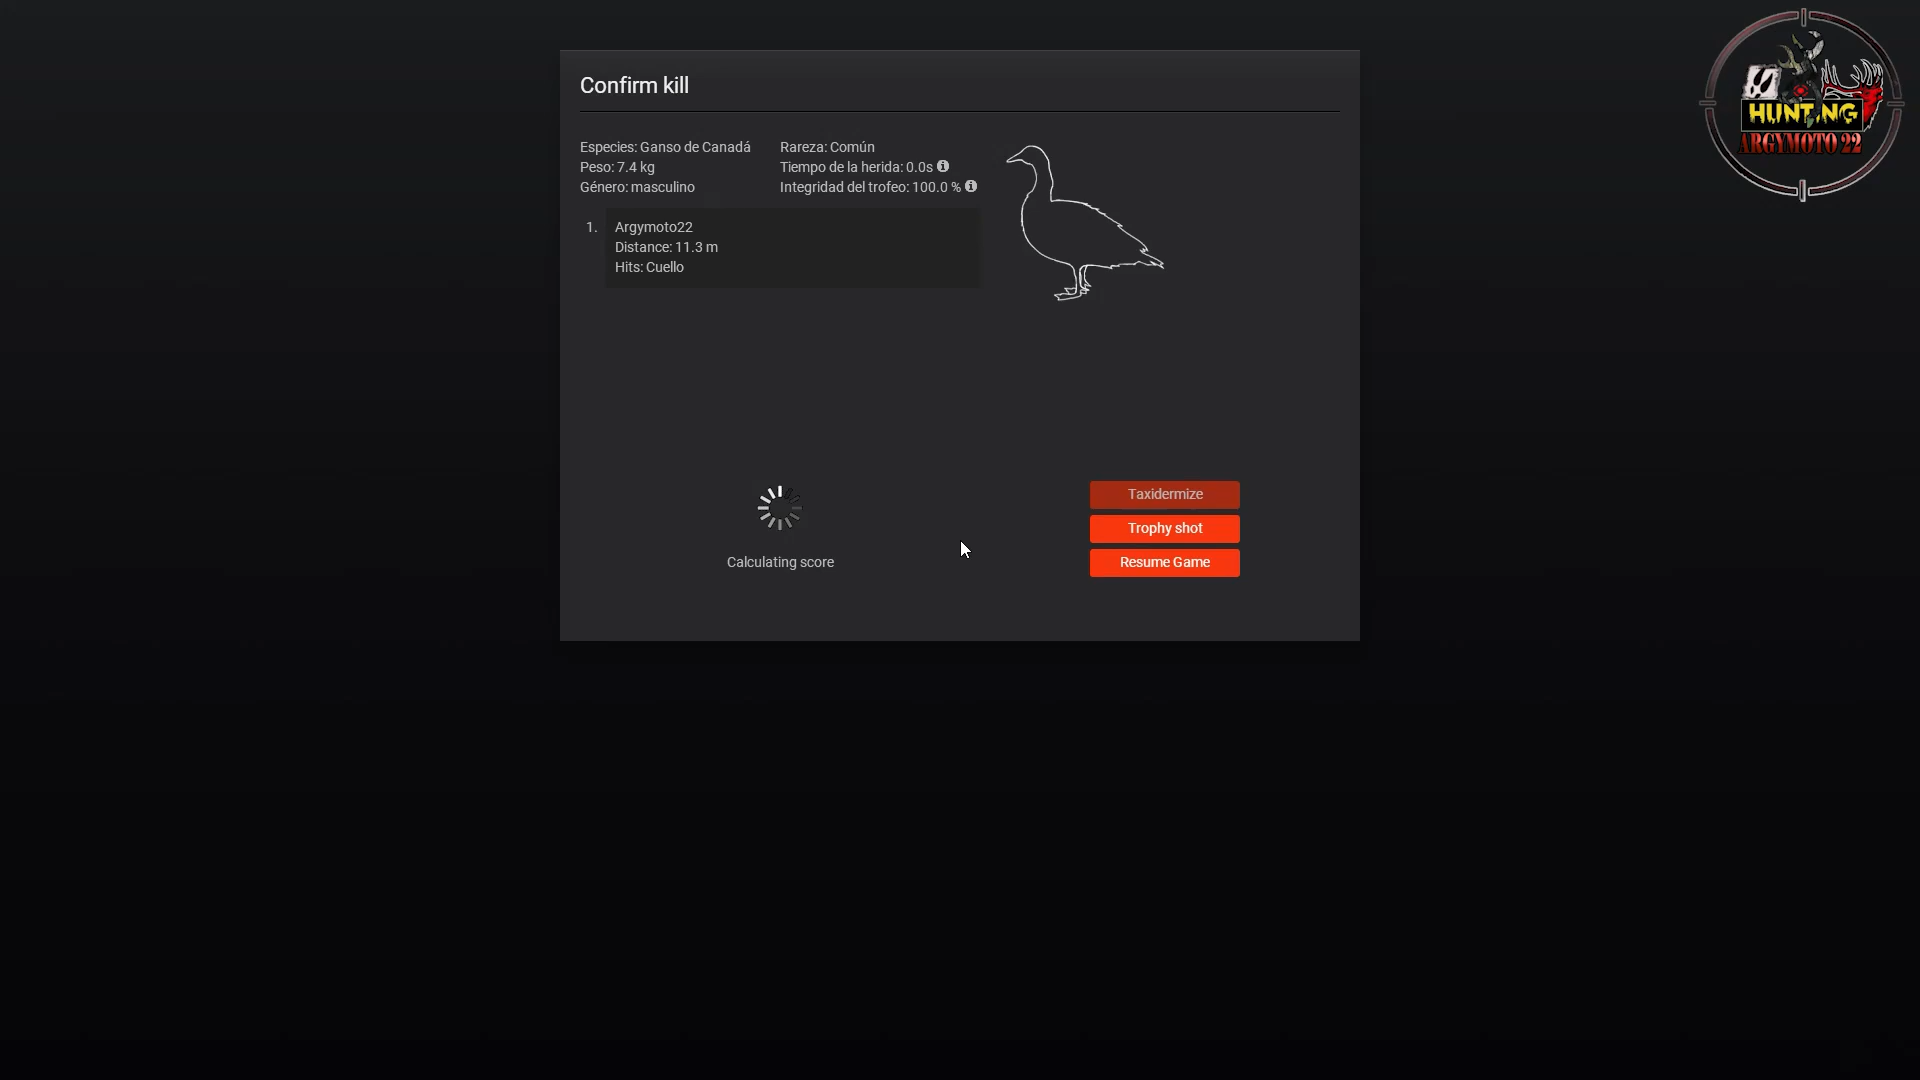 Confirm kill
Especies: Ganso de Canadá
Peso: 7.4 kg
Género: masculino
Rareza: Común
Tiempo de la herida: 0.0s
Integridad del trofeo: 100.0 %
1.
Argymoto22
Distance: 11.3 m
Hits: Cuello
Calculating score
Taxidermize
Trophy shot
Resume Game
HUNTING
ARGYMOTO 22